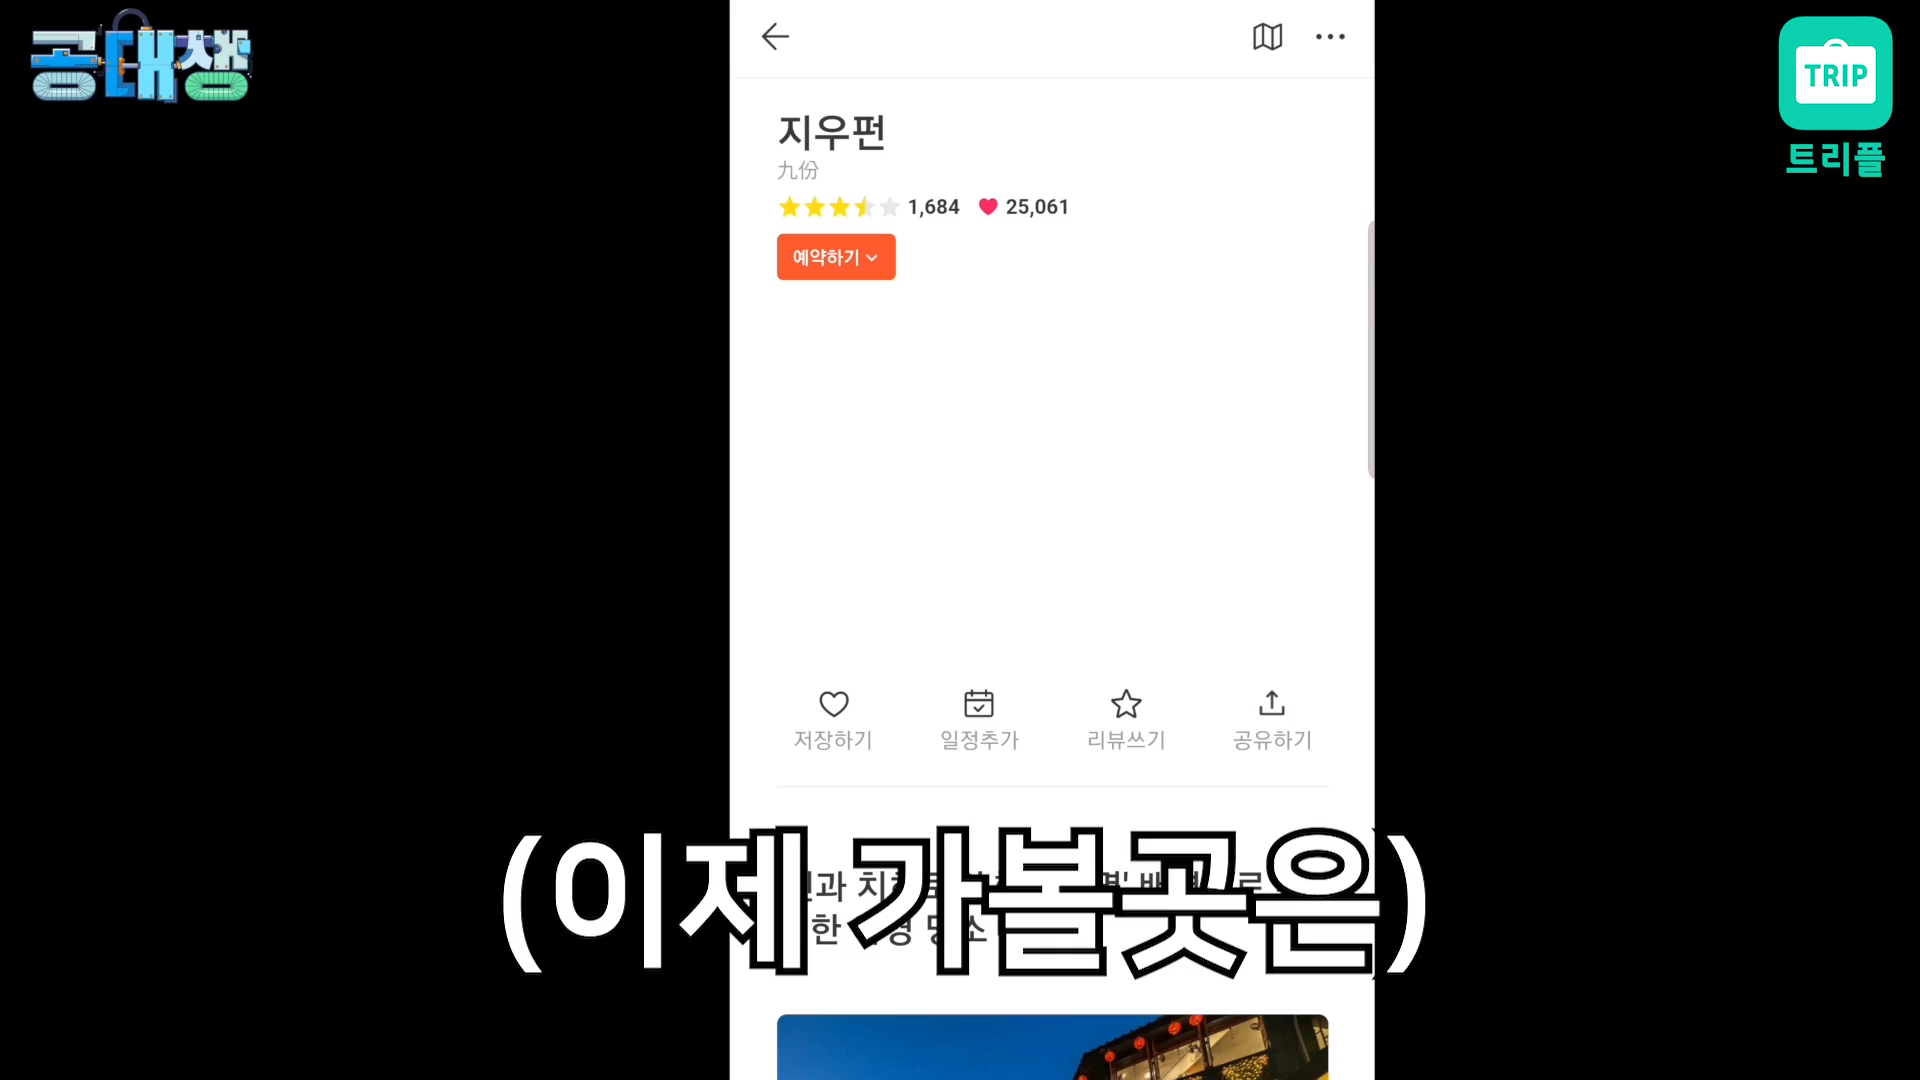 공대생
TRIP
트리플
지우펀
九份
1,684 25,061
예약하기
저장하기 일정추가 리뷰쓰기 공유하기
(이제 가볼곳은)